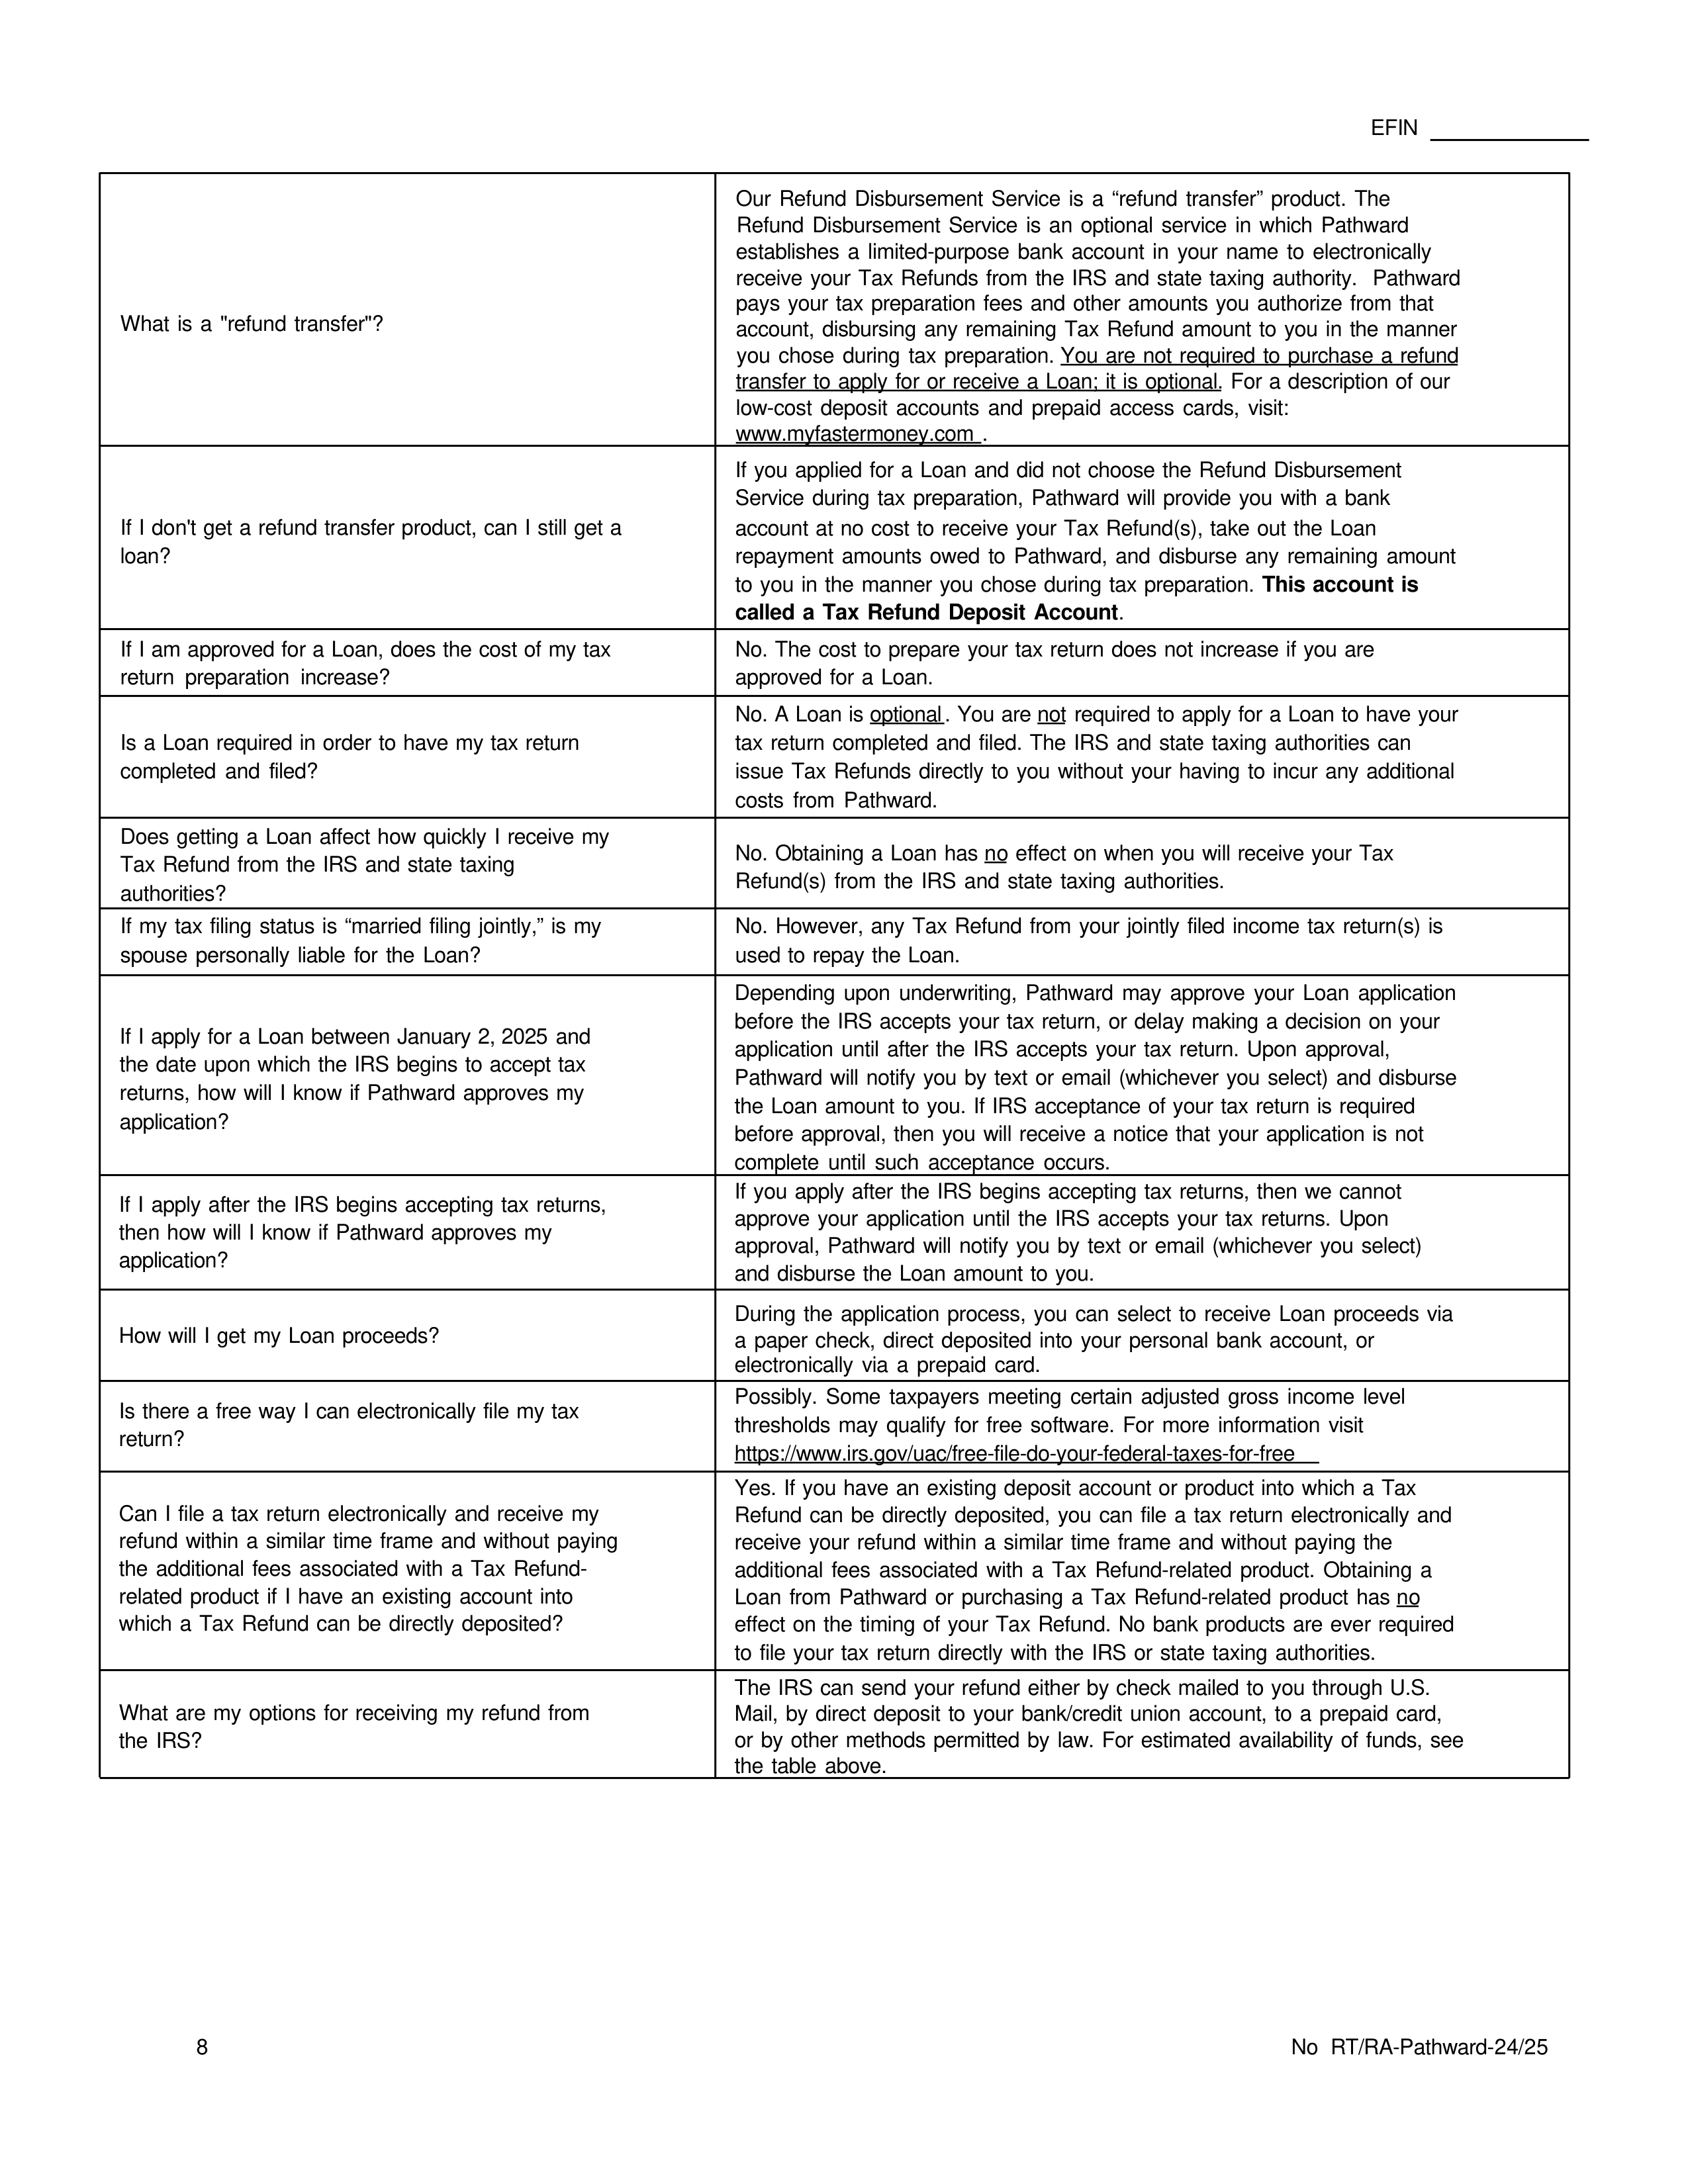 EFIN
What is a "refund transfer"?
Our Refund Disbursement Service is a “refund transfer” product. The
Refund Disbursement Service is an optional service in which Pathward
establishes a limited-purpose bank account in your name to electronically
receive your Tax Refunds from the IRS and state taxing authority. Pathward
pays your tax preparation fees and other amounts you authorize from that
account, disbursing any remaining Tax Refund amount to you in the manner
you chose during tax preparation. You are not required to purchase a refund
transfer to apply for or receive a Loan; it is optional. For a description of our
low-cost deposit accounts and prepaid access cards, visit:
www.myfastermoney.com .
If I don't get a refund transfer product, can I still get a
loan?
If you applied for a Loan and did not choose the Refund Disbursement
Service during tax preparation, Pathward will provide you with a bank
account at no cost to receive your Tax Refund(s), take out the Loan
repayment amounts owed to Pathward, and disburse any remaining amount
to you in the manner you chose during tax preparation. This account is
called a Tax Refund Deposit Account.
If I am approved for a Loan, does the cost of my tax
return preparation increase?
No. The cost to prepare your tax return does not increase if you are
approved for a Loan.
Is a Loan required in order to have my tax return
completed and filed?
No. A Loan is optional. You are not required to apply for a Loan to have your
tax return completed and filed. The IRS and state taxing authorities can
issue Tax Refunds directly to you without your having to incur any additional
costs from Pathward.
Does getting a Loan affect how quickly I receive my
Tax Refund from the IRS and state taxing
authorities?
No. Obtaining a Loan has no effect on when you will receive your Tax
Refund(s) from the IRS and state taxing authorities.
If my tax filing status is “married filing jointly,” is my
spouse personally liable for the Loan?
No. However, any Tax Refund from your jointly filed income tax return(s) is
used to repay the Loan.
If I apply for a Loan between January 2, 2025 and
the date upon which the IRS begins to accept tax
returns, how will I know if Pathward approves my
application?
Depending upon underwriting, Pathward may approve your Loan application
before the IRS accepts your tax return, or delay making a decision on your
application until after the IRS accepts your tax return. Upon approval,
Pathward will notify you by text or email (whichever you select) and disburse
the Loan amount to you. If IRS acceptance of your tax return is required
before approval, then you will receive a notice that your application is not
complete until such acceptance occurs.
If I apply after the IRS begins accepting tax returns,
then how will I know if Pathward approves my
application?
If you apply after the IRS begins accepting tax returns, then we cannot
approve your application until the IRS accepts your tax returns. Upon
approval, Pathward will notify you by text or email (whichever you select)
and disburse the Loan amount to you.
How will I get my Loan proceeds?
During the application process, you can select to receive Loan proceeds via
a paper check, direct deposited into your personal bank account, or
electronically via a prepaid card.
Is there a free way I can electronically file my tax
return?
Possibly. Some taxpayers meeting certain adjusted gross income level
thresholds may qualify for free software. For more information visit
https://www.irs.gov/uac/free-file-do-your-federal-taxes-for-free
Can I file a tax return electronically and receive my
refund within a similar time frame and without paying
the additional fees associated with a Tax Refund-
related product if I have an existing account into
which a Tax Refund can be directly deposited?
Yes. If you have an existing deposit account or product into which a Tax
Refund can be directly deposited, you can file a tax return electronically and
receive your refund within a similar time frame and without paying the
additional fees associated with a Tax Refund-related product. Obtaining a
Loan from Pathward or purchasing a Tax Refund-related product has no
effect on the timing of your Tax Refund. No bank products are ever required
to file your tax return directly with the IRS or state taxing authorities.
What are my options for receiving my refund from
the IRS?
The IRS can send your refund either by check mailed to you through U.S.
Mail, by direct deposit to your bank/credit union account, to a prepaid card,
or by other methods permitted by law. For estimated availability of funds, see
the table above.
8
No RT/RA-Pathward-24/25